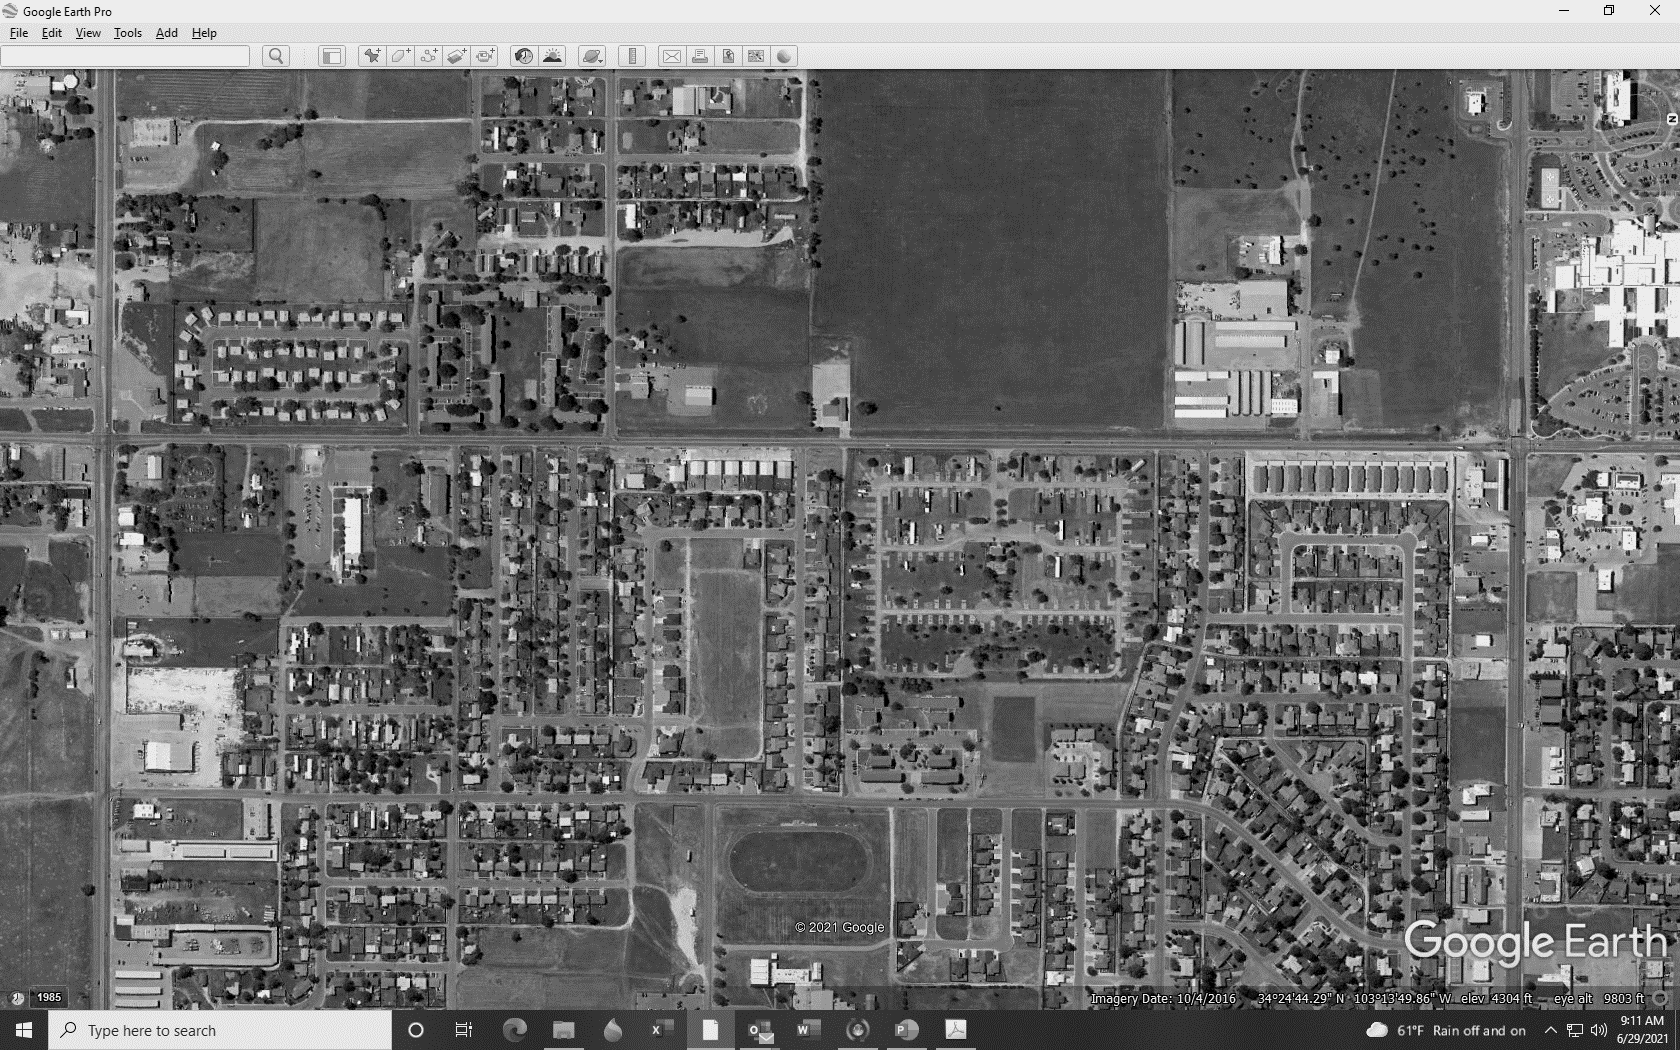 Google Earth Pro
File Edit View Tools Add Help
N
© 2021 Google
Google Earth
1985
Imagery Date: 10/4/2016 34°24'44.29" N 103°13'49.86" W elev 4304 ft eye alt 9803 ft
Type here to search
61°F Rain off and on
9:11 AM
6/29/2021